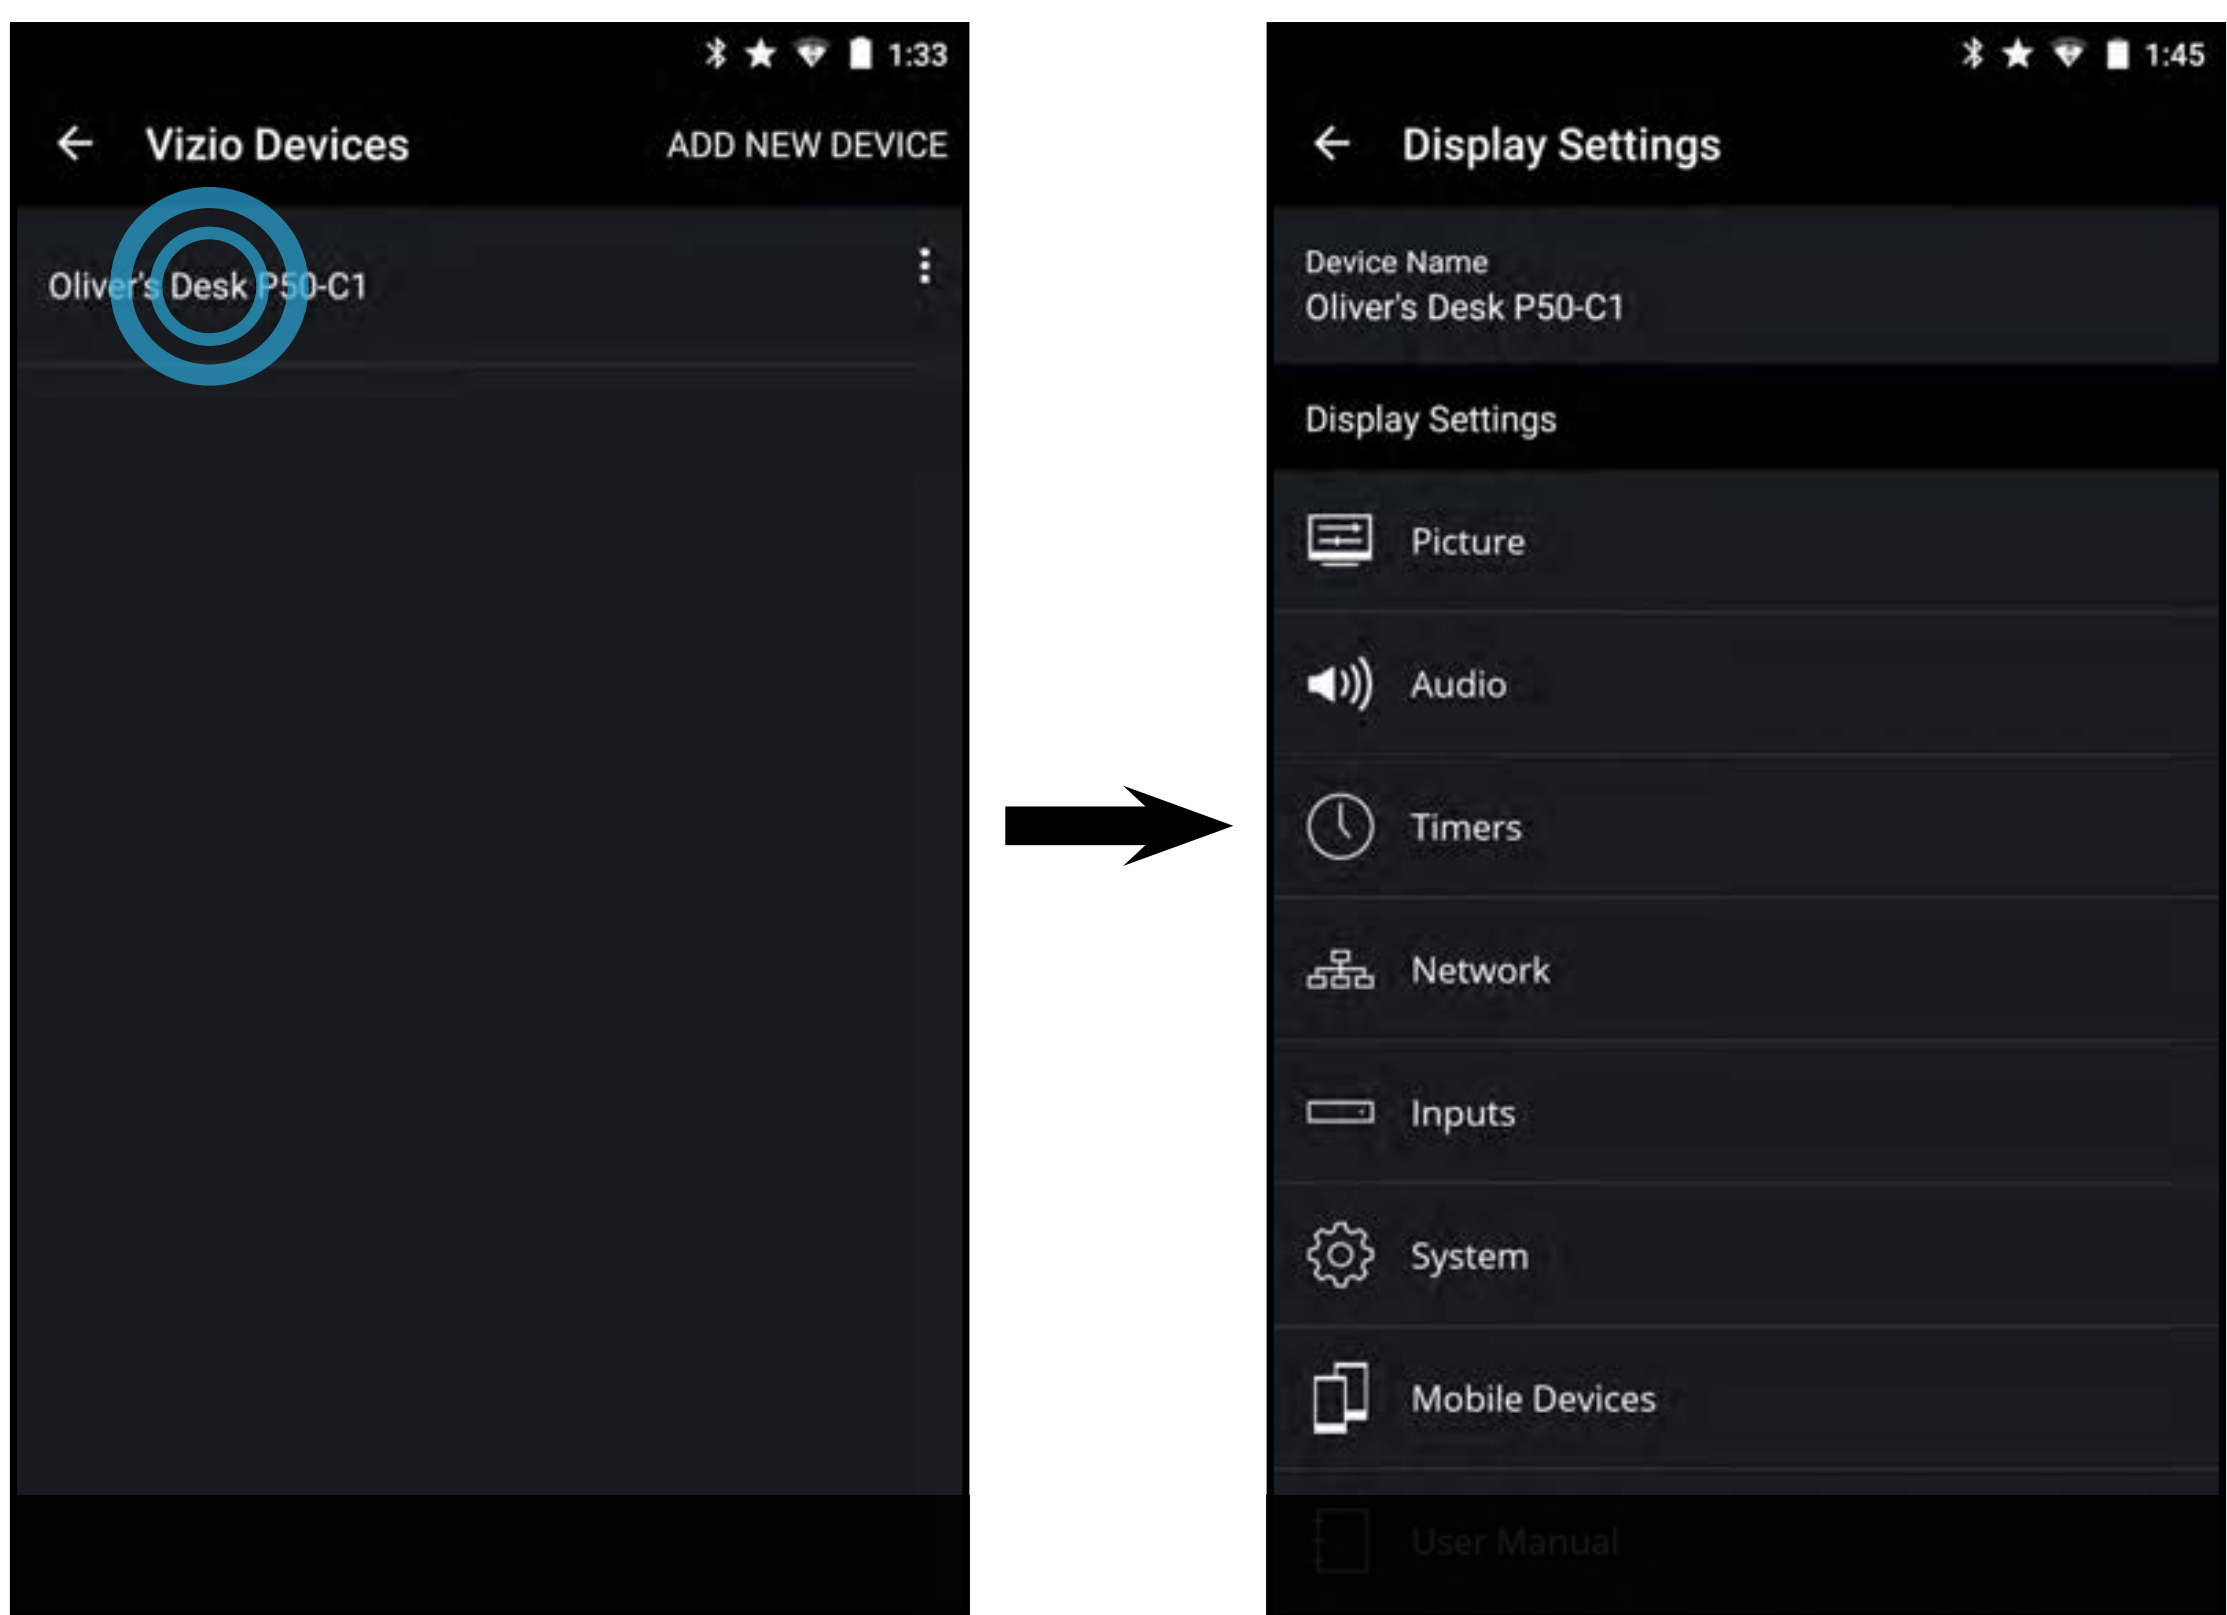 1:33
Vizio Devices ADD NEW DEVICE
Oliver's Desk P50-C1
1:45
Display Settings
Device Name
Oliver's Desk P50-C1
Display Settings
Picture
Audio
Timers
Network
Inputs
System
Mobile Devices
User Manual